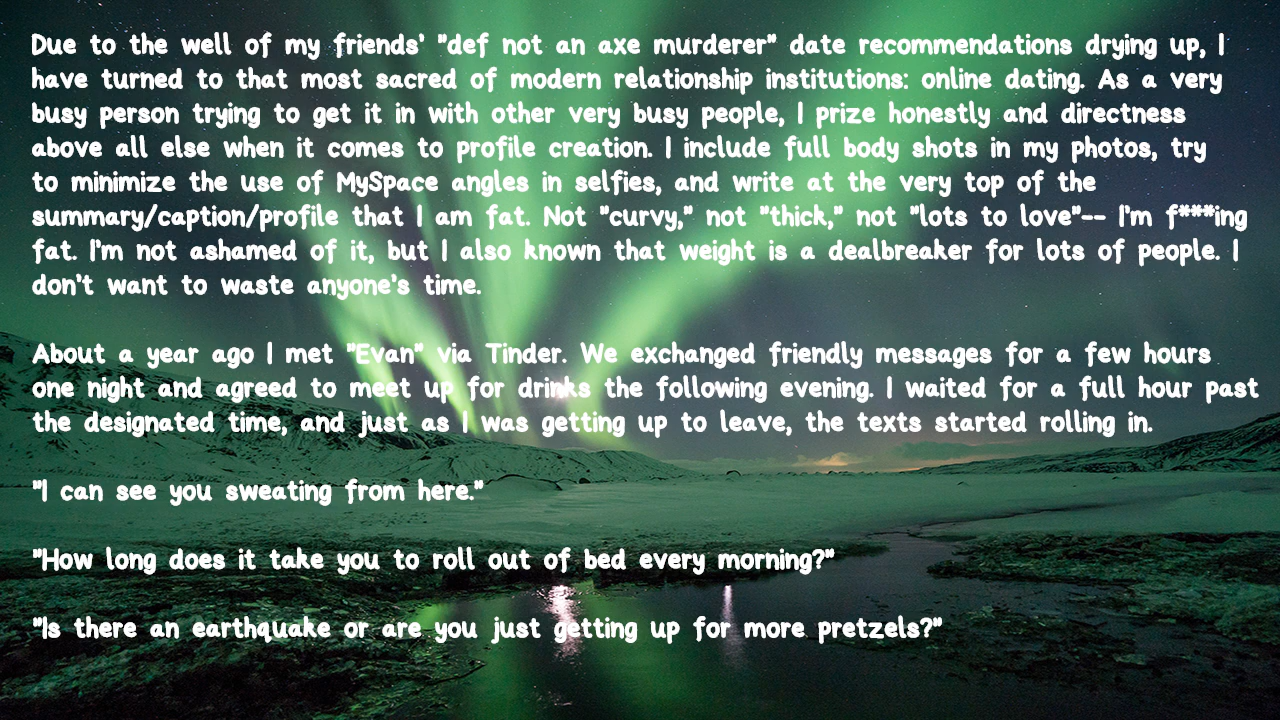 Due to the well of my friends' "def not an axe murderer" date recommendations drying up, I
have turned to that most sacred of modern relationship institutions: online dating. As a very
busy person trying to get it in with other very busy people, I prize honestly and directness
above all else when it comes to profile creation. I include full body shots in my photos, try
to minimize the use of MySpace angles in selfies, and write at the very top of the
summary/caption/profile that I am fat. Not "curvy," not "thick," not "lots to love"-- I'm f***ing
fat. I'm not ashamed of it, but I also known that weight is a dealbreaker for lots of people. I
don't want to waste anyone's time.
About a year ago I met "Evan" via Tinder. We exchanged friendly messages for a few hours
one night and agreed to meet up for drinks the following evening. I waited for a full hour past
the designated time, and just as I was getting up to leave, the texts started rolling in.
"I can see you sweating from here."
"How long does it take you to roll out of bed every morning?"
"Is there an earthquake or are you just getting up for more pretzels?"